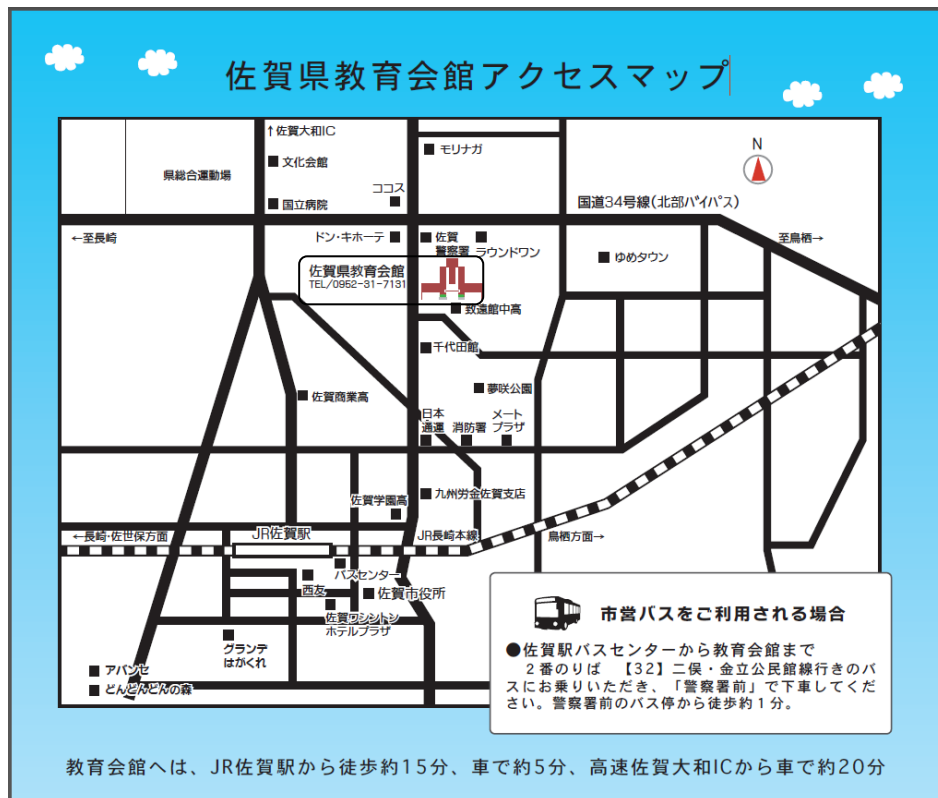 佐賀県教育会館アクセスマップ
↑佐賀大和IC
文化会館
モリナガ
N
県総合運動場
ココス
国立病院
国道34号線(北部バイパス)
←至長崎
ドン・キホーテ
佐賀
警察署
ラウンドワン
至鳥栖→
ゆめタウン
佐賀県教育会館
TEL/0952-31-7131
致遠館中高
千代田館
夢咲公園
佐賀商業高
日本
通運
消防署
メート
プラザ
九州労金佐賀支店
佐賀学園高
←長崎・佐世保方面
JR佐賀駅
JR長崎本線
鳥栖方面→
バスセンター
西友
佐賀市役所
佐賀ワシントン
ホテルプラザ
グランデ
はがくれ
アバンセ
どんどんどんの森
市営バスをご利用される場合
●佐賀駅バスセンターから教育会館まで
2番のりば 【32】二俣・金立公民館線行きのバ
スにお乗りいただき、「警察署前」で下車してくだ
さい。警察署前のバス停から徒歩約1分。
教育会館へは、JR佐賀駅から徒歩約15分、車で約5分、高速佐賀大和ICから車で約20分